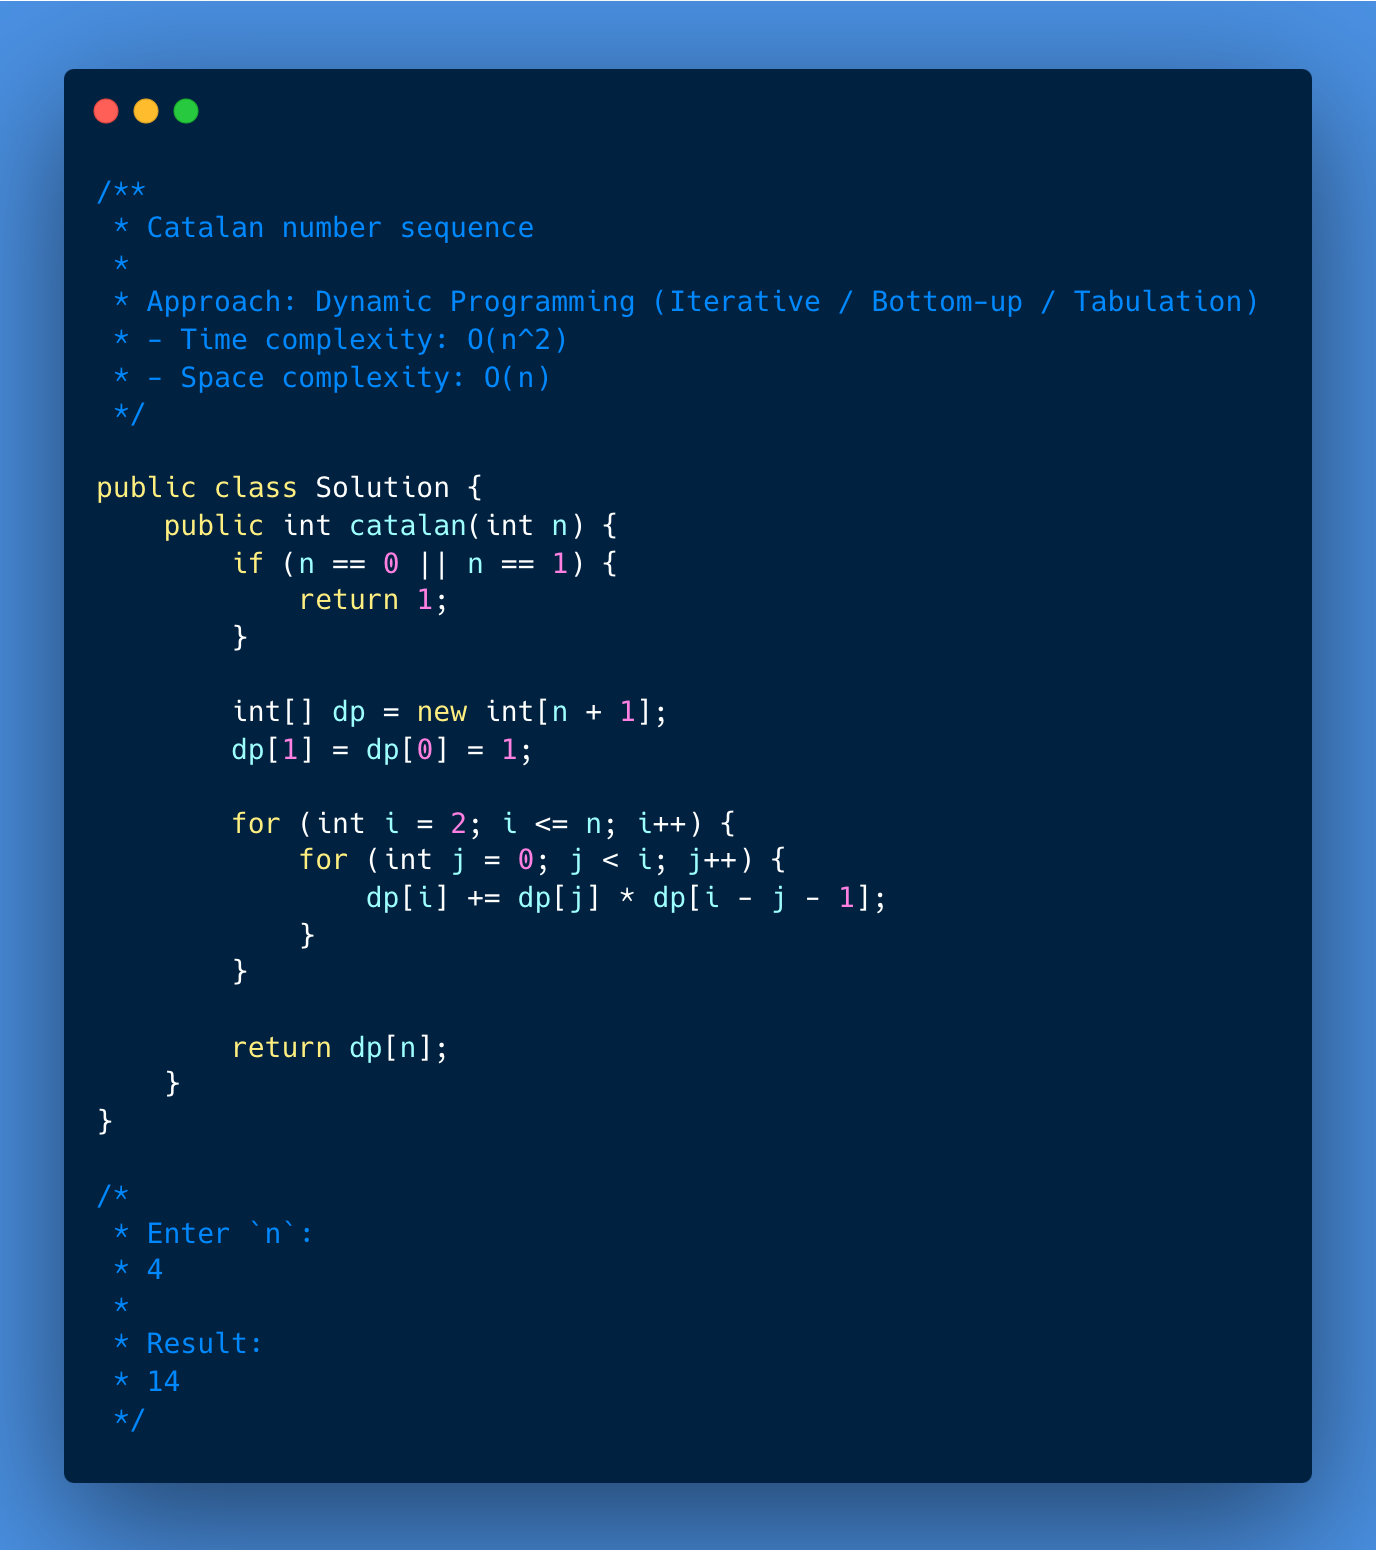 /**
 * Catalan number sequence
 *
 * Approach: Dynamic Programming (Iterative / Bottom-up / Tabulation)
 * - Time complexity: O(n^2)
 * - Space complexity: O(n)
 */

public class Solution {
    public int catalan(int n) {
        if (n == 0 || n == 1) {
            return 1;
        }

        int[] dp = new int[n + 1];
        dp[1] = dp[0] = 1;

        for (int i = 2; i <= n; i++) {
            for (int j = 0; j < i; j++) {
                dp[i] += dp[j] * dp[i - j - 1];
            }
        }

        return dp[n];
    }
}

/*
 * Enter `n`:
 * 4
 *
 * Result:
 * 14
 */